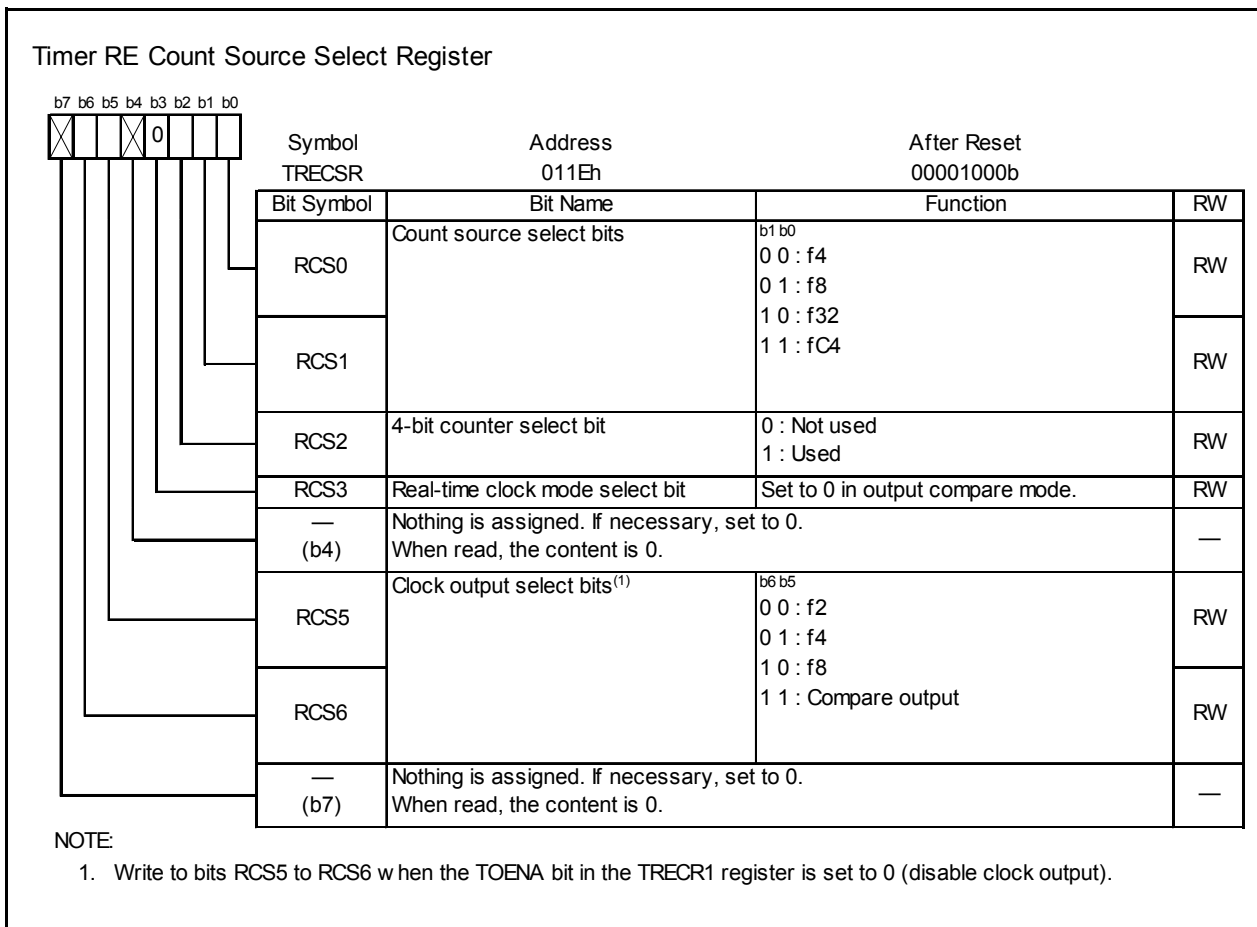 Timer RE Count Source Select Register
b7 b6 b5 b4 b3 b2 b1 b0
0
Symbol Address After Reset
TRECSR 011Eh 00001000b
Bit Symbol Bit Name Function RW
RCS0 Count source select bits b1 b0 RW
0 0 : f4
0 1 : f8
1 0 : f32
RCS1 1 1 : fC4 RW
RCS2 4-bit counter select bit 0 : Not used RW
1 : Used
RCS3 Real-time clock mode select bit Set to 0 in output compare mode. RW
— Nothing is assigned. If necessary, set to 0. —
(b4) When read, the content is 0.
RCS5 Clock output select bits(1) b6 b5 RW
0 0 : f2
0 1 : f4
1 0 : f8
RCS6 1 1 : Compare output RW
— Nothing is assigned. If necessary, set to 0. —
(b7) When read, the content is 0.
NOTE:
1. Write to bits RCS5 to RCS6 w hen the TOENA bit in the TRECR1 register is set to 0 (disable clock output).